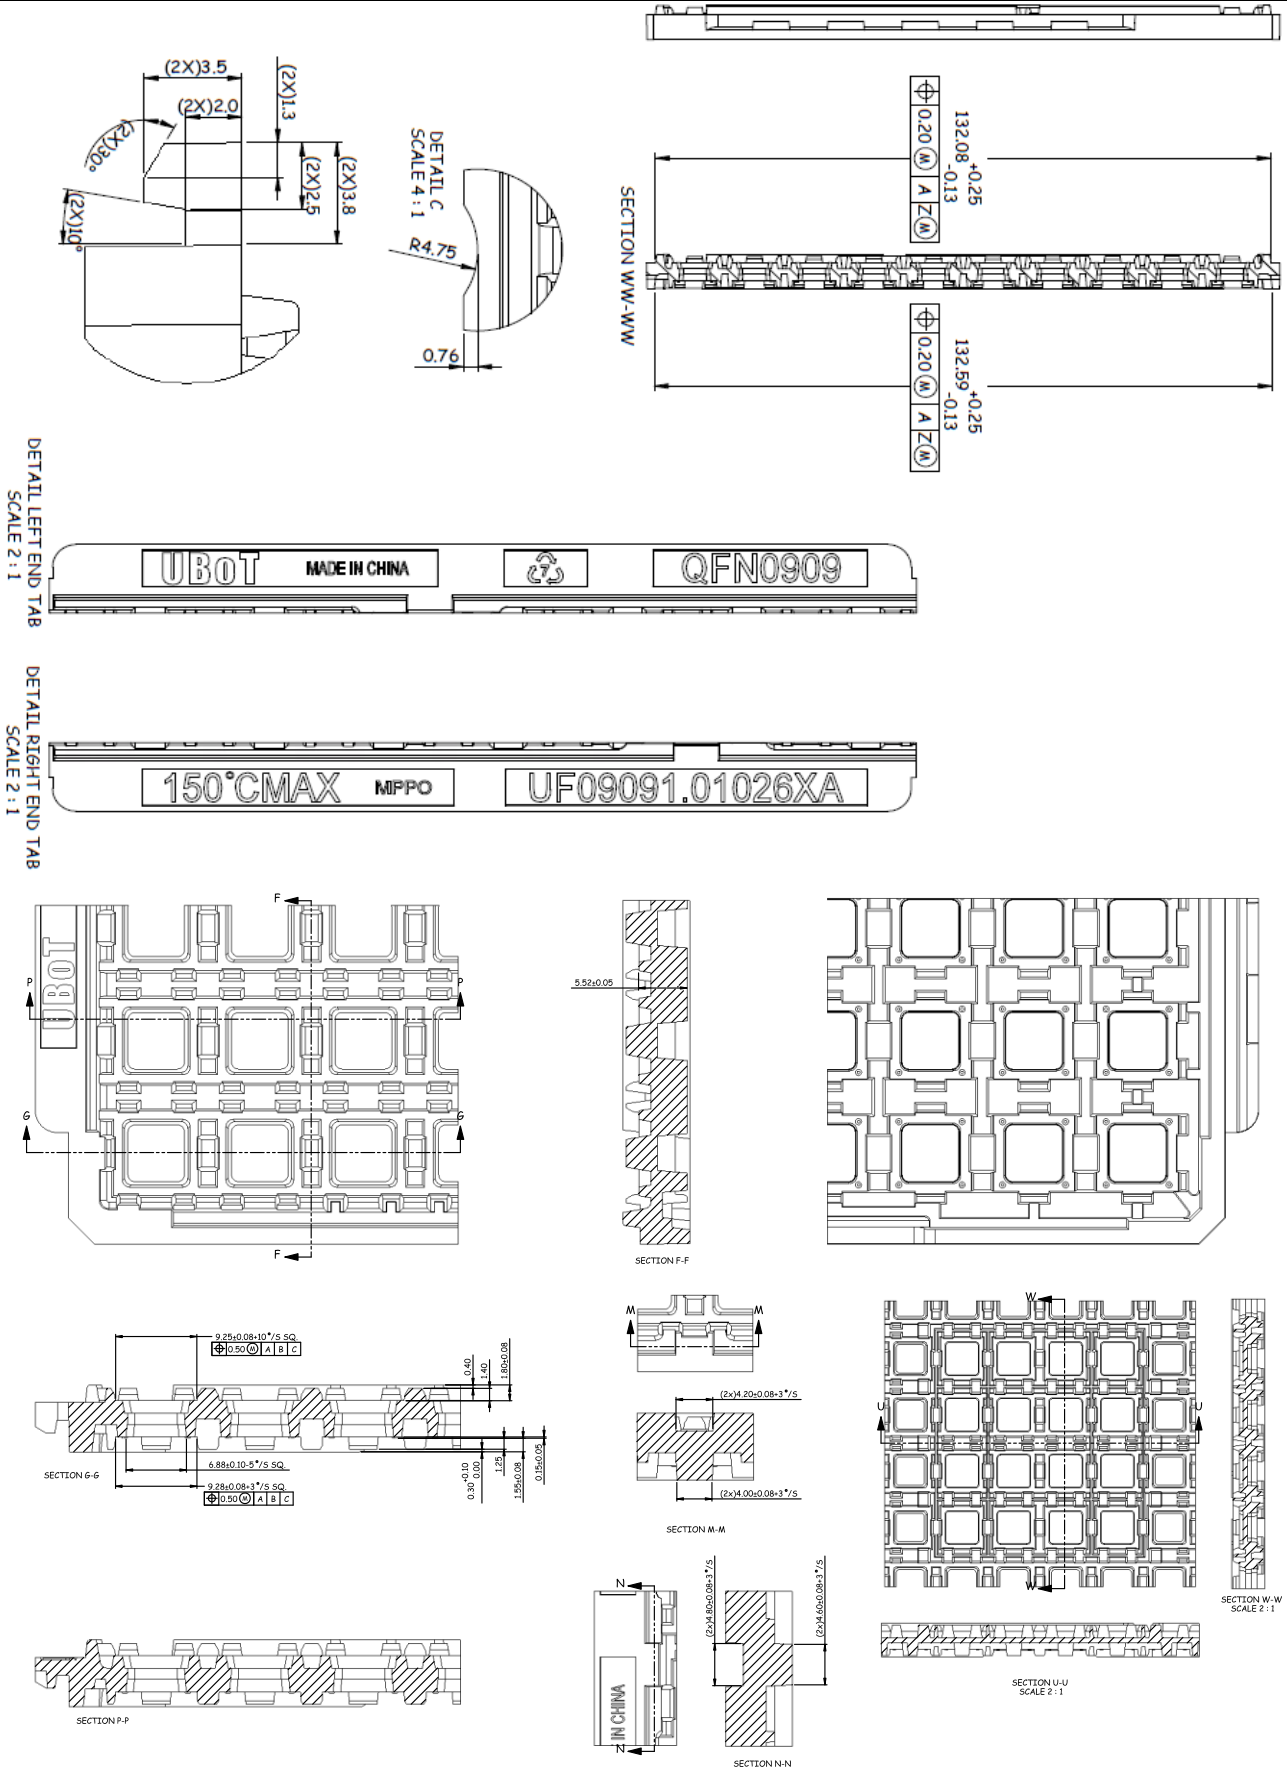 (2X)3.5
(2X)2.0
(2X)1.3
(2X)30°
(2X)2.5
(2X)3.8
(2X)10°
DETAIL C
SCALE 4 : 1
R4.75
0.76
132.08 +0.25 -0.13
⌖ 0.20 Ⓜ A ZⓂ
SECTION WW-WW
132.59 +0.25 -0.13
⌖ 0.20 Ⓜ A ZⓂ
DETAIL LEFT END TAB
SCALE 2 : 1
UBoT MADE IN CHINA 7 QFN0909
DETAIL RIGHT END TAB
SCALE 2 : 1
150°CMAX MPPO UF09091.01026XA
F
UBoT
P P
G G
F
5.52±0.05
SECTION F-F
9.25±0.08+10°/S SQ.
⌖ 0.50 Ⓜ A B C
0.40
1.40
1.80±0.08
6.88±0.10-5°/S SQ.
9.28±0.08+3°/S SQ.
⌖ 0.50 Ⓜ A B C
0.30 +0.10 0.00
1.25
1.55±0.08
0.15±0.05
SECTION G-G
M M
(2x)4.20±0.08+3°/S
(2x)4.00±0.08+3°/S
SECTION M-M
W
U U
W
SECTION W-W
SCALE 2 : 1
SECTION U-U
SCALE 2 : 1
SECTION P-P
N
IN CHINA
N
(2x)4.80±0.08+3°/S
(2x)4.60±0.08+3°/S
SECTION N-N